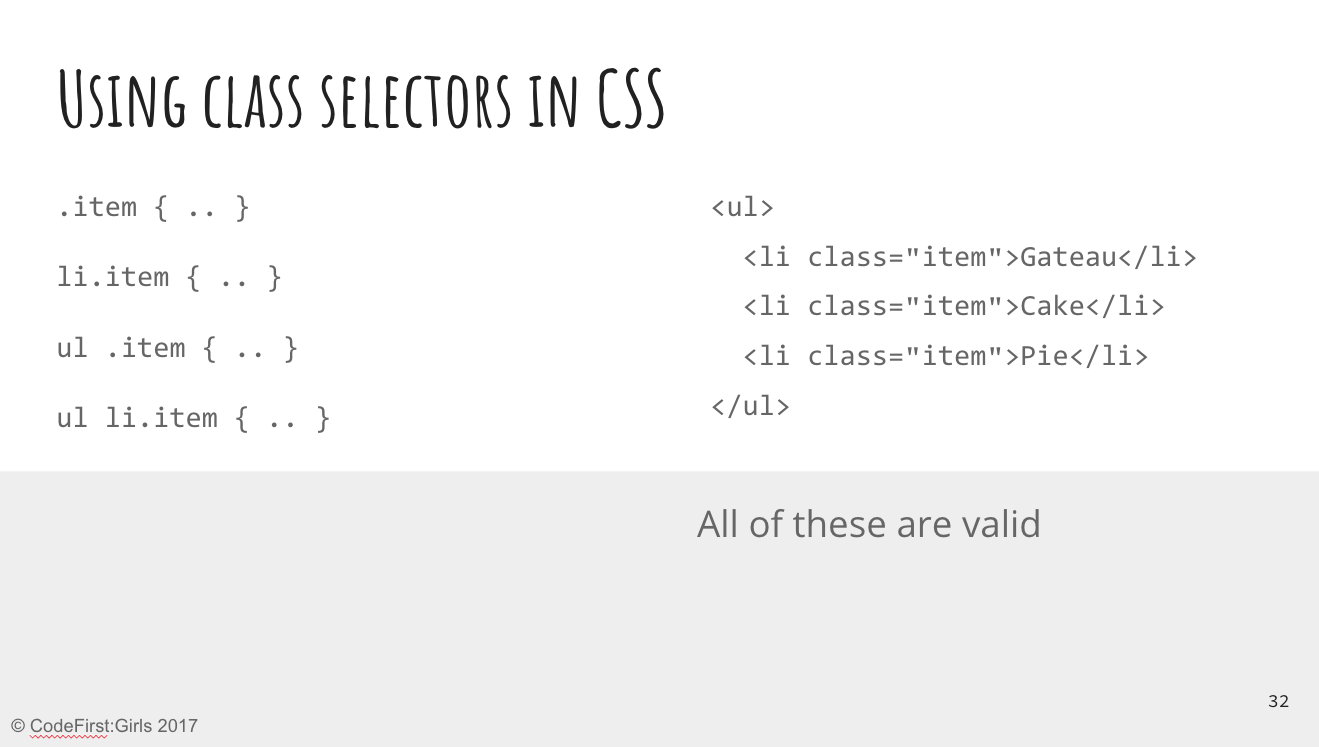 Using class selectors in CSS
.item { .. }
li.item { .. }
ul .item { .. }
ul li.item { .. }
<ul>
  <li class="item">Gateau</li>
  <li class="item">Cake</li>
  <li class="item">Pie</li>
</ul>
All of these are valid
32
© CodeFirst:Girls 2017